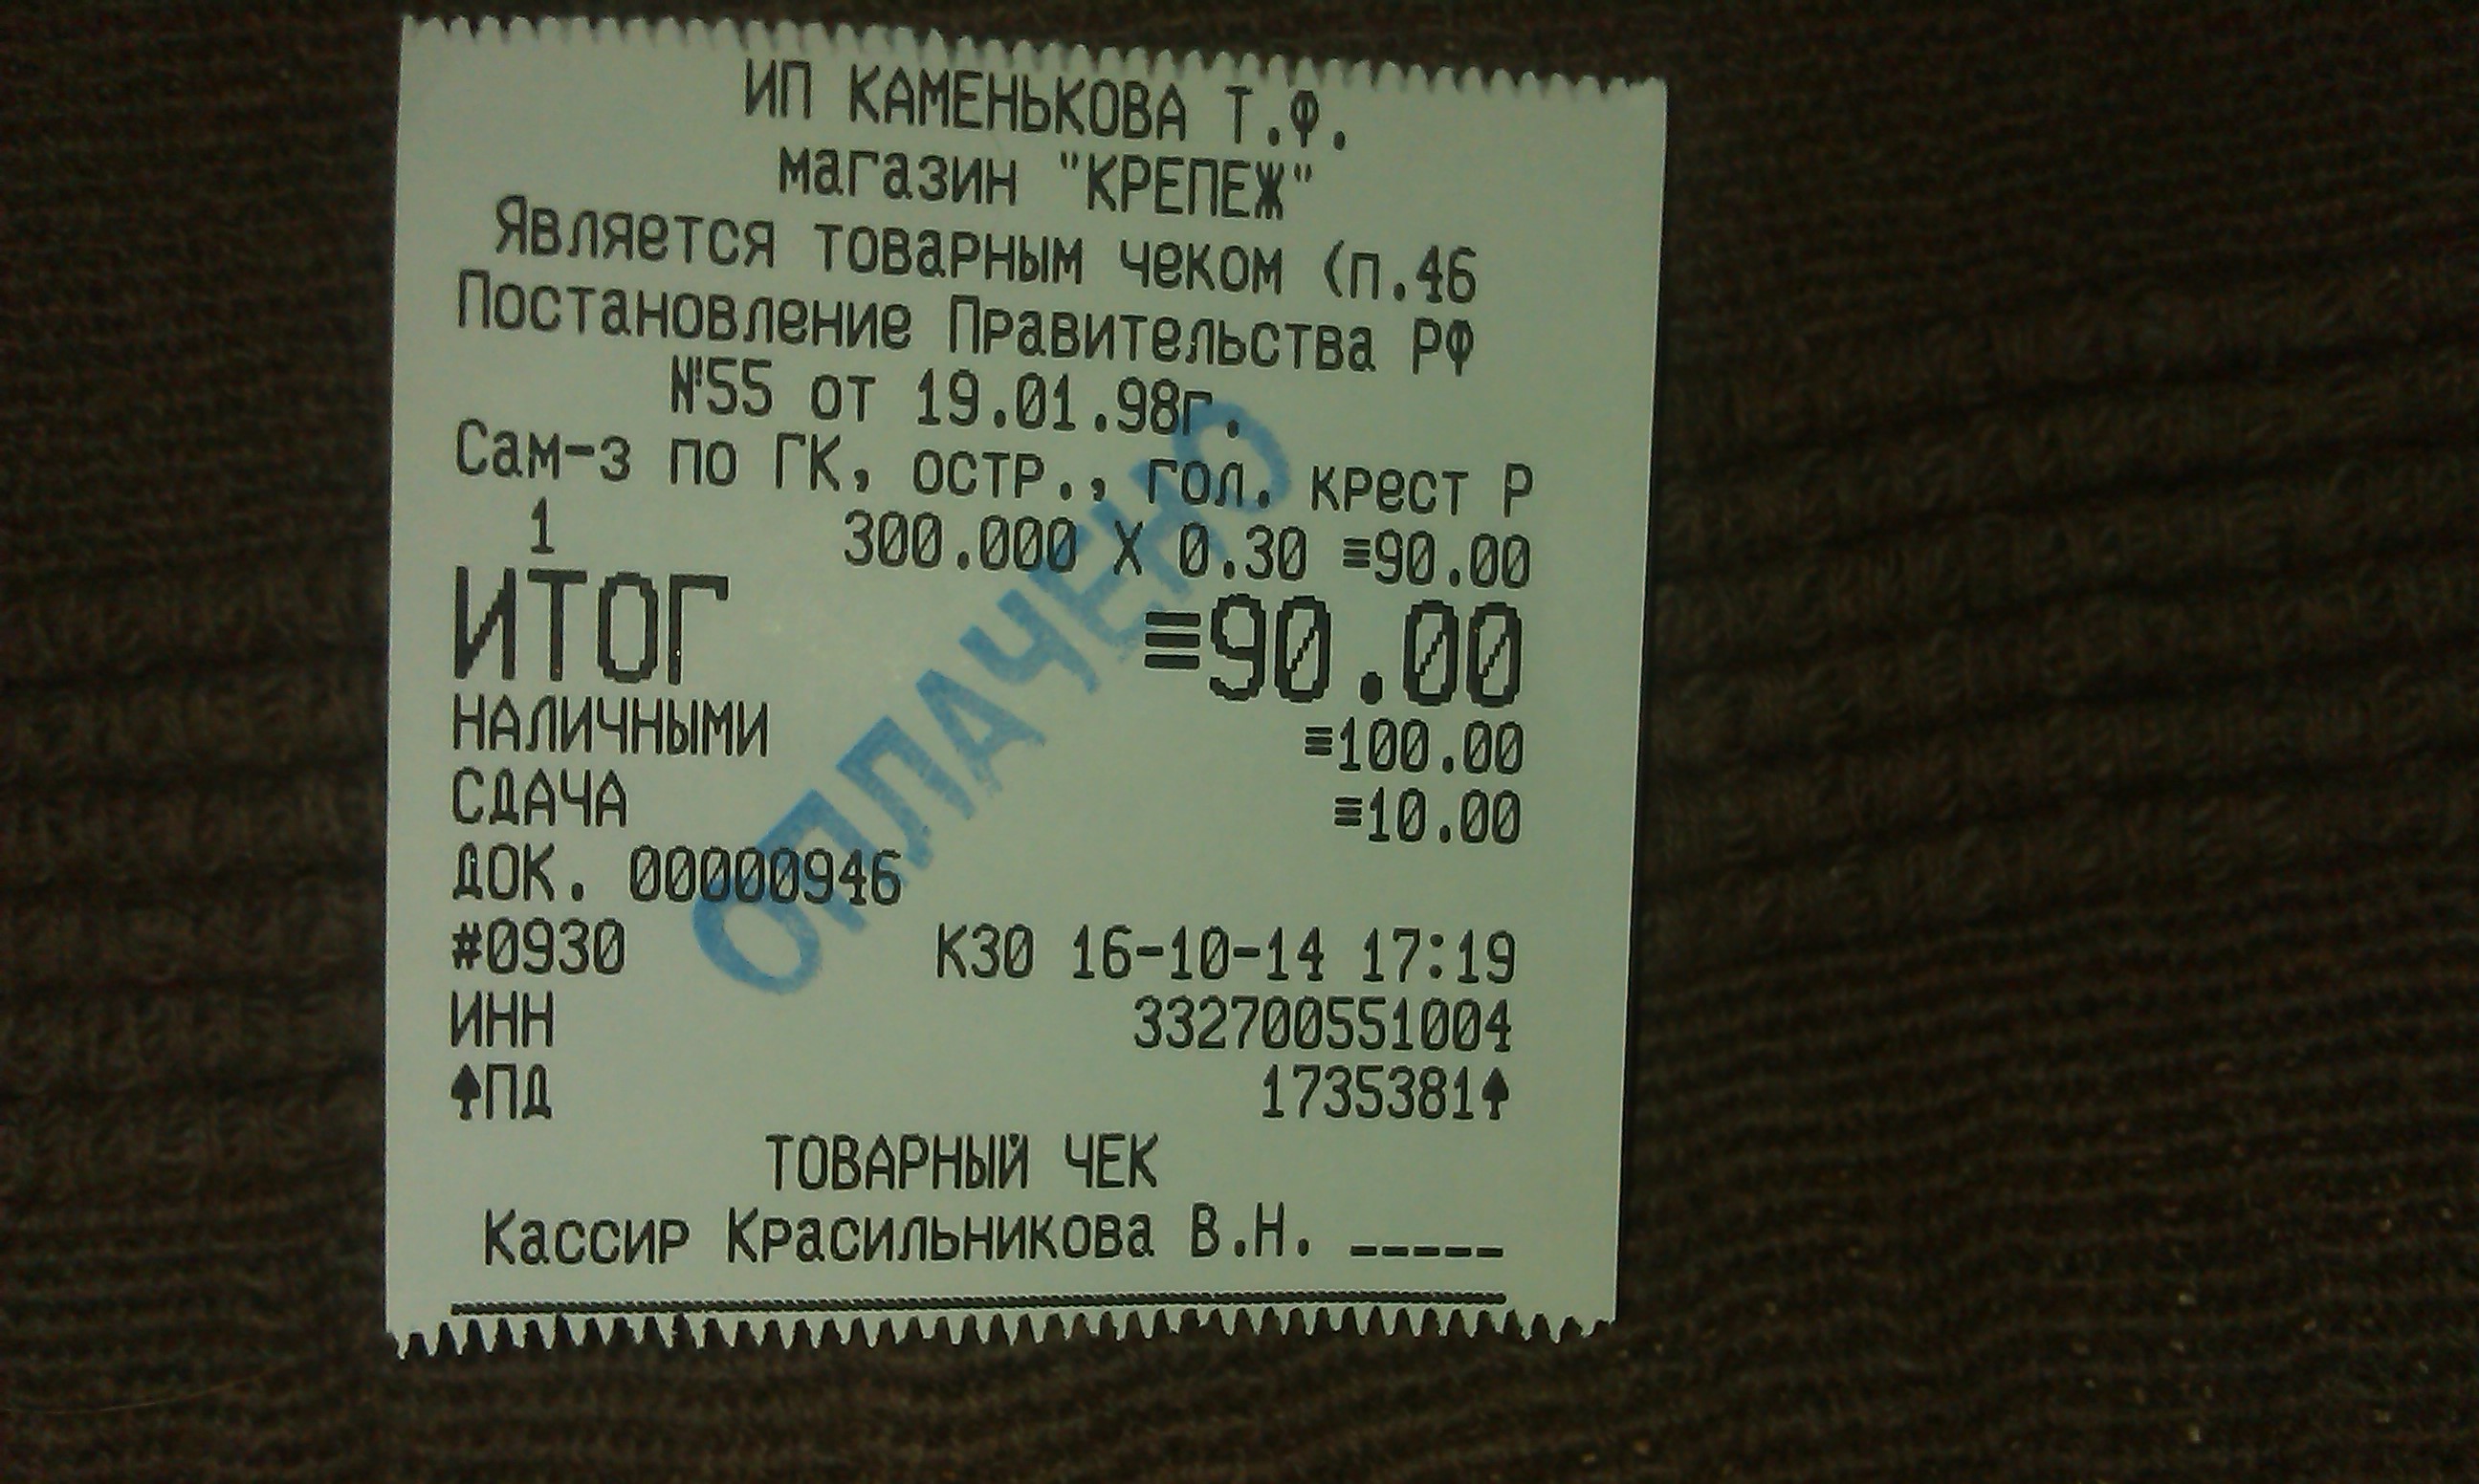 ИП КАМЕНЬКОВА Т.Ф.
магазин "КРЕПЕЖ"
Является товарным чеком (п.46
Постановление Правительства РФ
№55 от 19.01.98г.
Сам-з по ГК, остр., гол. крест Р
1 300.000 X 0.30 ≡90.00
ИТОГ ≡90.00
НАЛИЧНЫМИ ≡100.00
СДАЧА ≡10.00
ДОК. 00000946
#0930 К30 16-10-14 17:19
ИНН 332700551004
♠ПД 1735381♠
ТОВАРНЫЙ ЧЕК
Кассир Красильникова В.Н. _____
ОПЛАЧЕНО